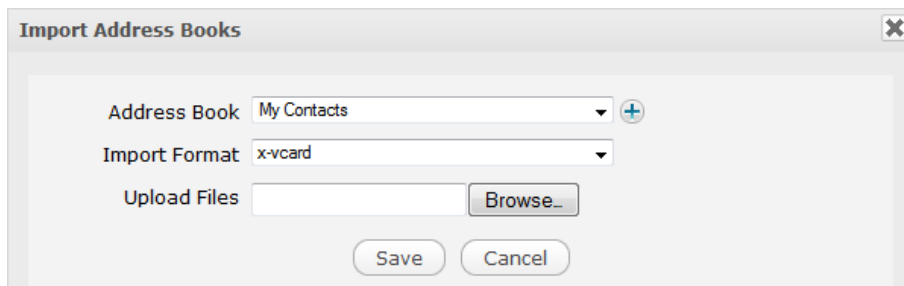 Import Address Books
Address Book My Contacts
Import Format x-vcard
Upload Files Browse...
Save Cancel